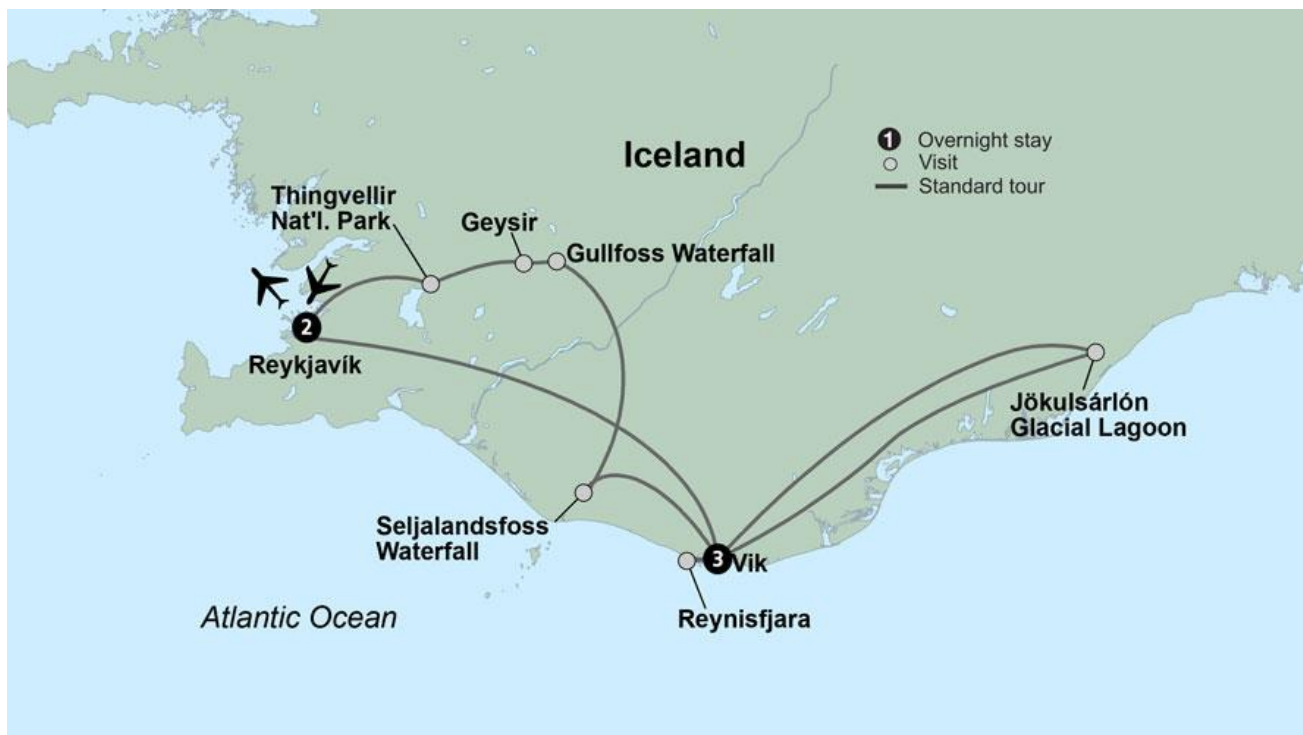 Iceland
1 Overnight stay
Visit
Standard tour
Thingvellir
Nat'l. Park
Geysir
Gullfoss Waterfall
2
Reykjavík
Jökulsárlón
Glacial Lagoon
Seljalandsfoss
Waterfall
3 Vik
Reynisfjara
Atlantic Ocean